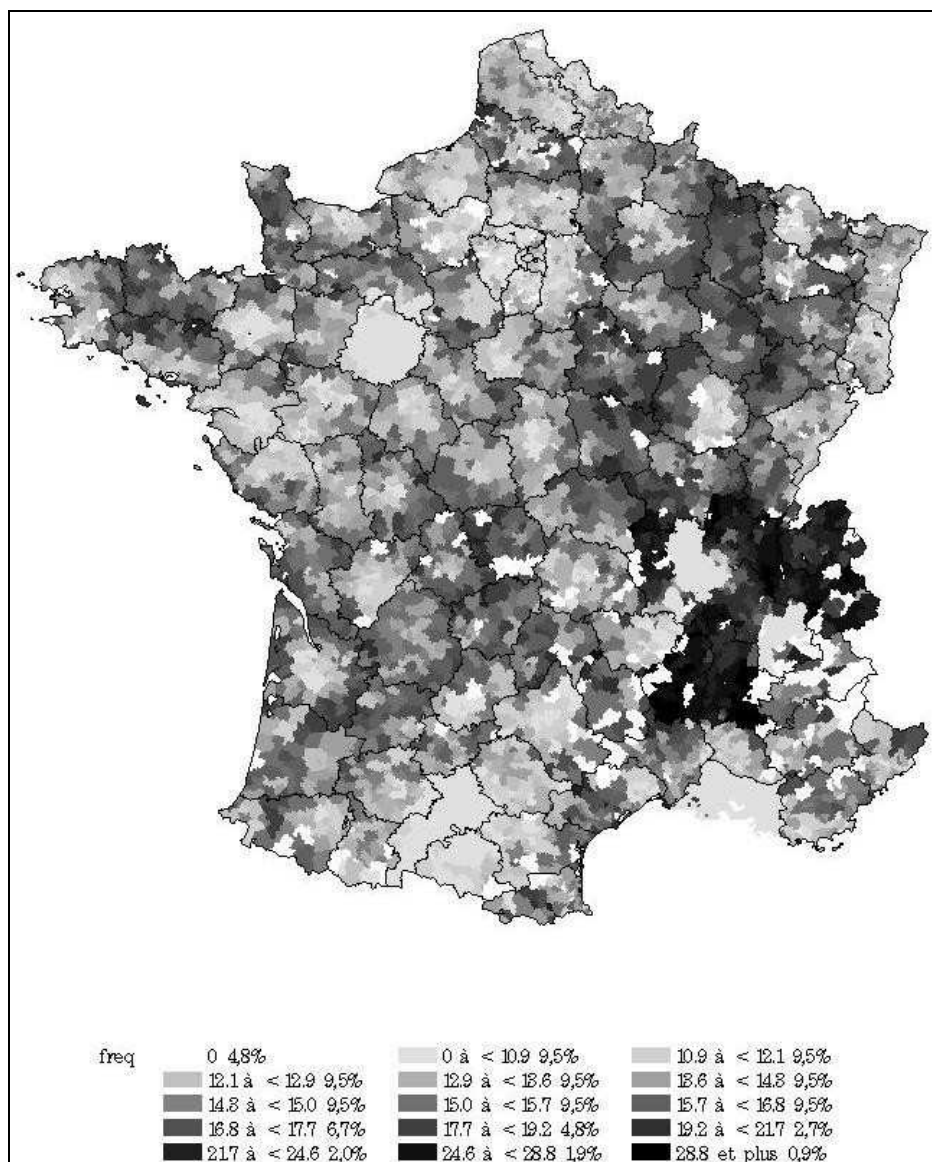 freq 0 4,8% 0 à < 10.9 9,5% 10.9 à < 12.1 9,5%
12.1 à < 12.9 9,5% 12.9 à < 13.6 9,5% 13.6 à < 14.3 9,5%
14.3 à < 15.0 9,5% 15.0 à < 15.7 9,5% 15.7 à < 16.8 9,5%
16.8 à < 17.7 6,7% 17.7 à < 19.2 4,8% 19.2 à < 21.7 2,7%
21.7 à < 24.6 2,0% 24.6 à < 28.8 1,9% 28.8 et plus 0,9%